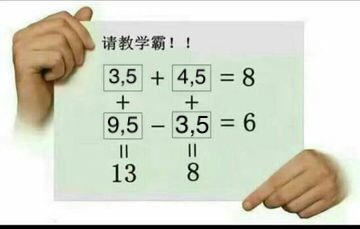 请教学霸！！
3,5 + 4,5 = 8
+ +
9,5 − 3,5 = 6
= =
13 8